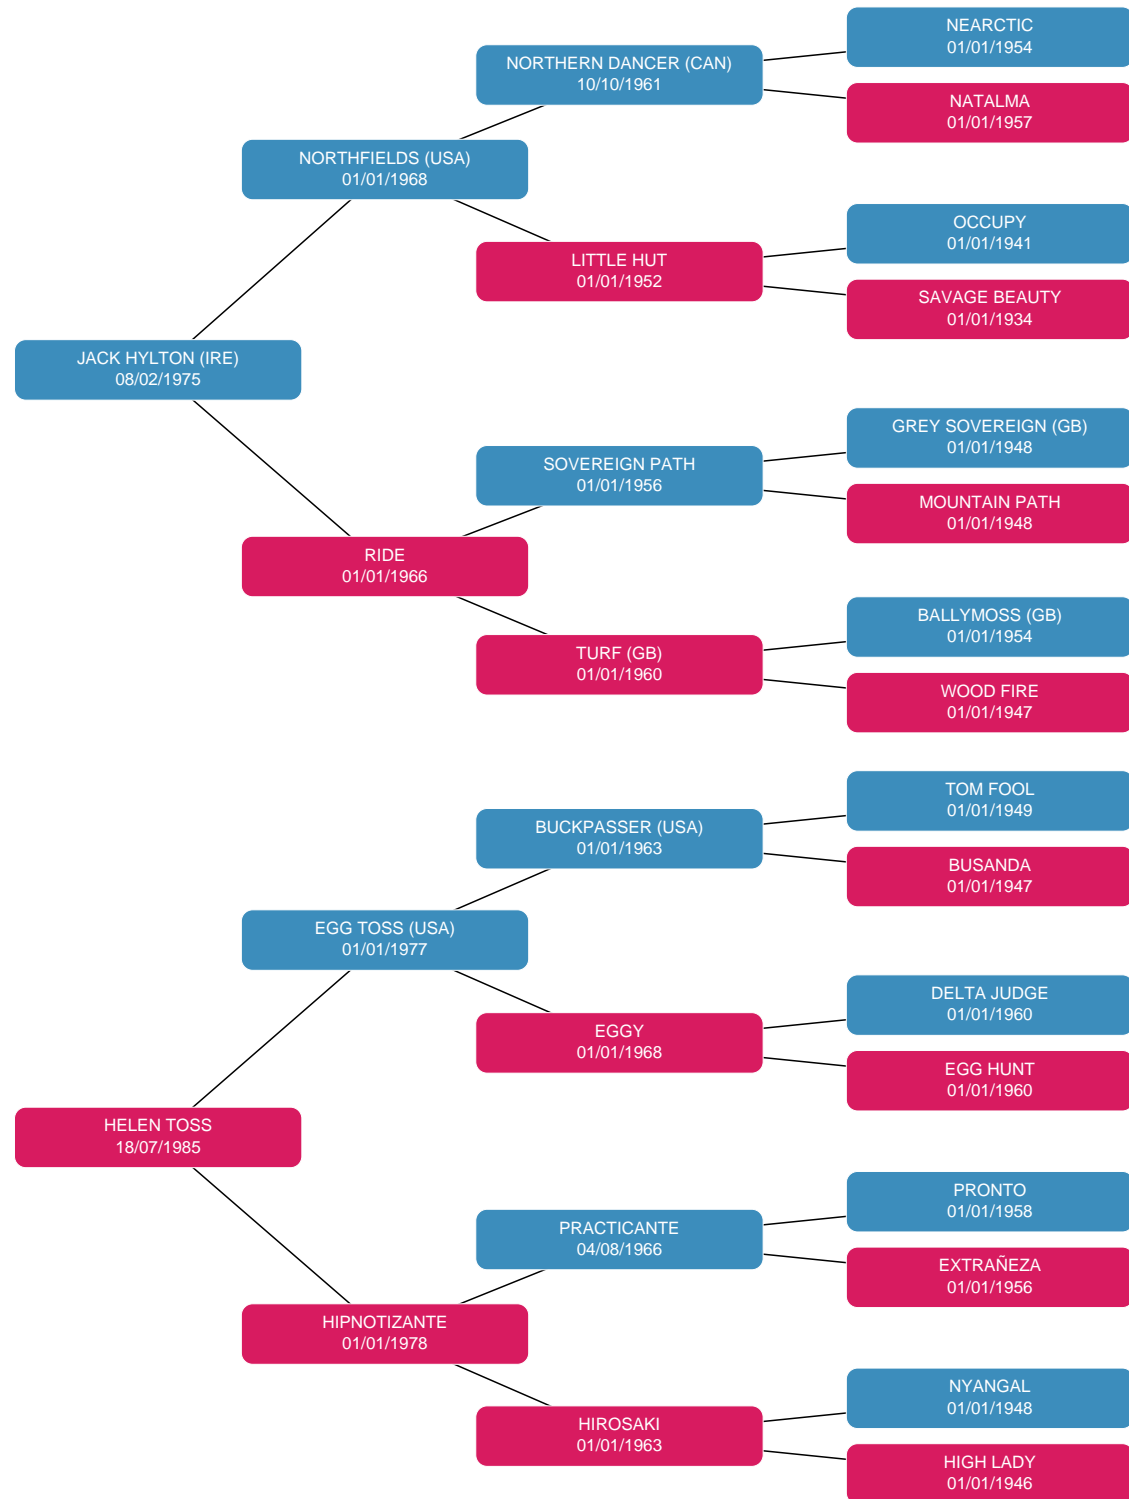 NEARCTIC
01/01/1954
NORTHERN DANCER (CAN)
10/10/1961
NATALMA
01/01/1957
NORTHFIELDS (USA)
01/01/1968
OCCUPY
01/01/1941
LITTLE HUT
01/01/1952
SAVAGE BEAUTY
01/01/1934
JACK HYLTON (IRE)
08/02/1975
GREY SOVEREIGN (GB)
01/01/1948
SOVEREIGN PATH
01/01/1956
MOUNTAIN PATH
01/01/1948
RIDE
01/01/1966
BALLYMOSS (GB)
01/01/1954
TURF (GB)
01/01/1960
WOOD FIRE
01/01/1947
TOM FOOL
01/01/1949
BUCKPASSER (USA)
01/01/1963
BUSANDA
01/01/1947
EGG TOSS (USA)
01/01/1977
DELTA JUDGE
01/01/1960
EGGY
01/01/1968
EGG HUNT
01/01/1960
HELEN TOSS
18/07/1985
PRONTO
01/01/1958
PRACTICANTE
04/08/1966
EXTRAÑEZA
01/01/1956
HIPNOTIZANTE
01/01/1978
NYANGAL
01/01/1948
HIROSAKI
01/01/1963
HIGH LADY
01/01/1946